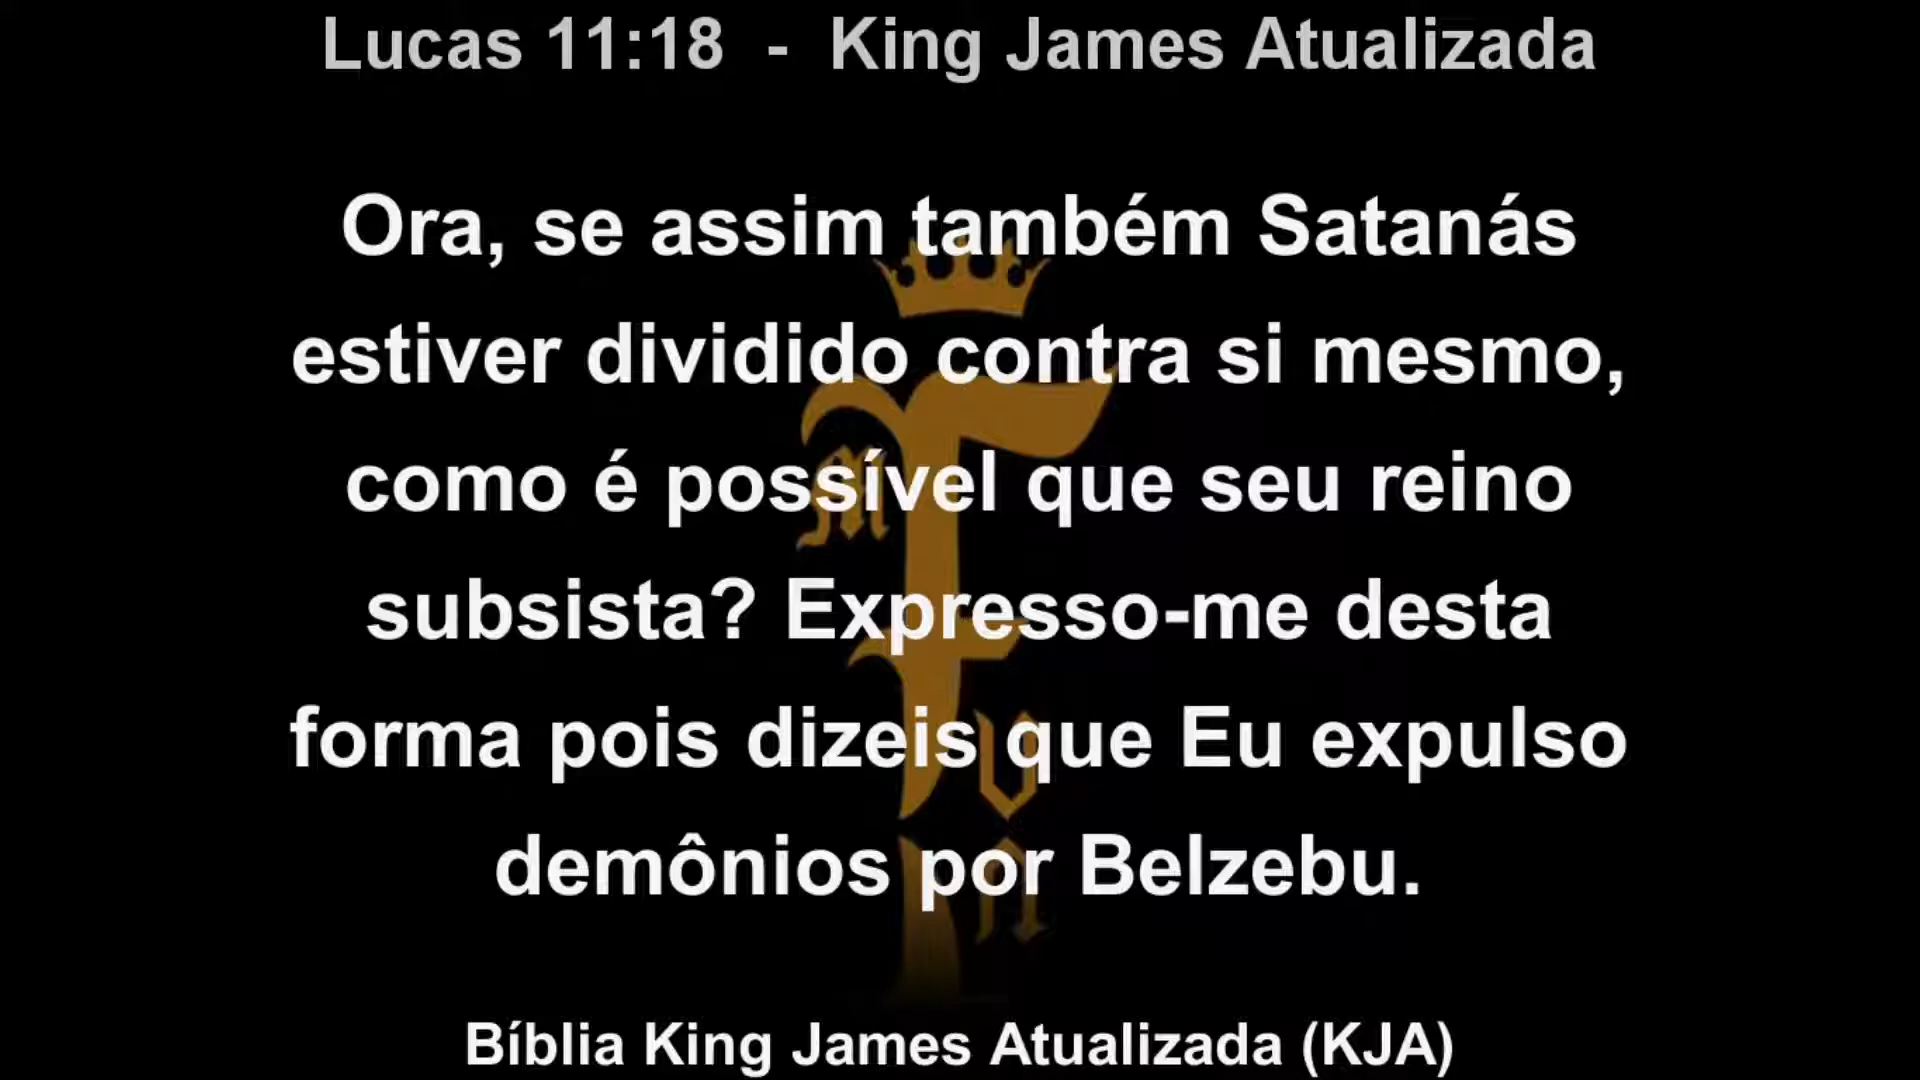 Lucas 11:18 - King James Atualizada
Ora, se assim também Satanás
estiver dividido contra si mesmo,
como é possível que seu reino
subsista? Expresso-me desta
forma pois dizeis que Eu expulso
demônios por Belzebu.
Bíblia King James Atualizada (KJA)